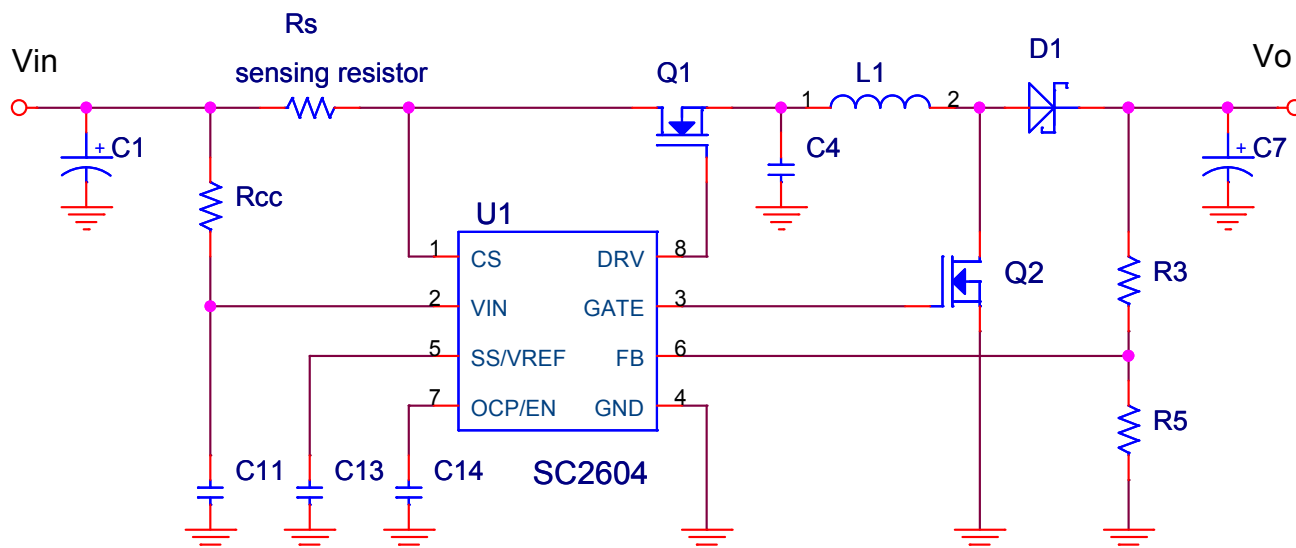 Rs
D1
Vin
sensing resistor
Q1
L1
Vo
1
2
+ C1
C4
+ C7
Rcc
U1
1
CS
DRV
8
Q2
R3
2
VIN
GATE
3
5
SS/VREF
FB
6
7
OCP/EN
GND
4
R5
C11
C13
C14
SC2604